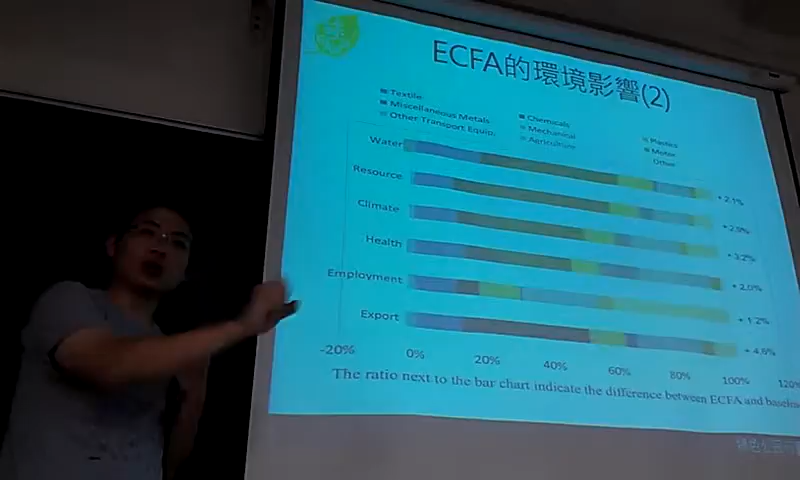 ECFA的環境影響(2)
Textile
Chemicals
Plastics
Miscellaneous Metals
Mechanical
Motor
Other Transport Equip.
Agriculture
Other
Water
+ 2.1%
Resource
+ 2.9%
Climate
+ 3.2%
Health
+ 2.0%
Employment
+ 1.2%
Export
+ 4.6%
-20% 0% 20% 40% 60% 80% 100% 120%
The ratio next to the bar chart indicate the difference between ECFA and baseline